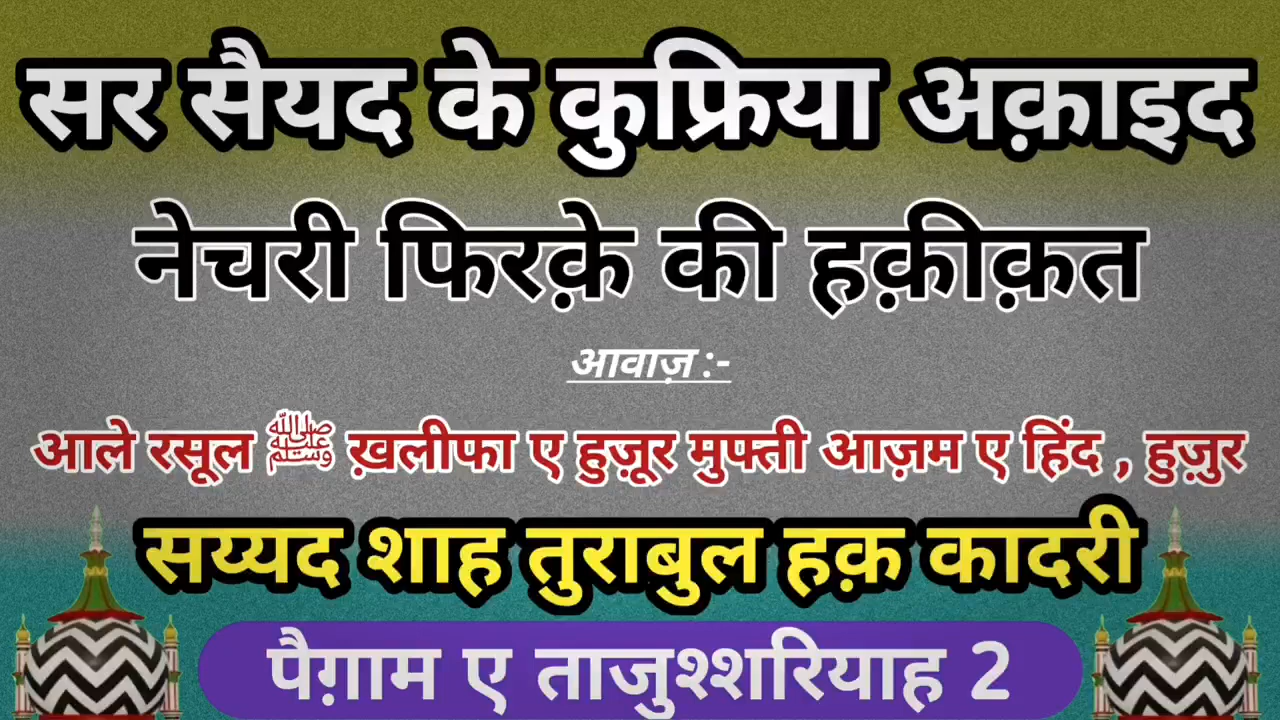 सर सैयद के कुफ्रिया अक़ाइद
नेचरी फिरक़े की हक़ीक़त
आवाज़ :-
आले रसूल ﷺ ख़लीफा ए हुज़ूर मुफ्ती आज़म ए हिंद , हुज़ुर
सय्यद शाह तुराबुल हक़ कादरी
पैग़ाम ए ताजुश्शरियाह 2